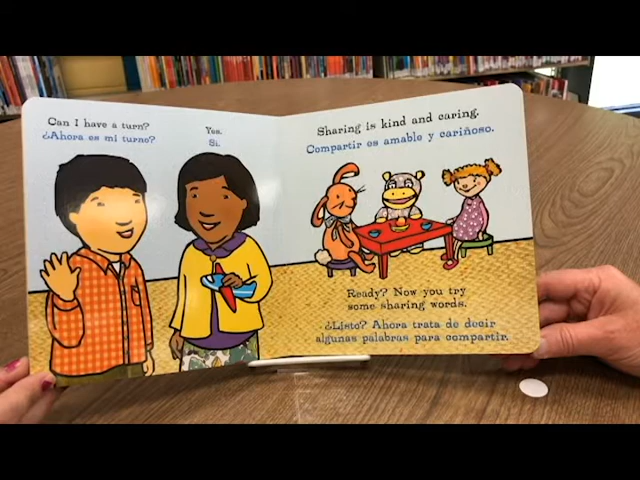 Can I have a turn?
¿Ahora es mi turno?
Yes.
Sí.
Sharing is kind and caring.
Compartir es amable y cariñoso.
Ready? Now you try
some sharing words.
¿Listo? Ahora trata de decir
algunas palabras para compartir.